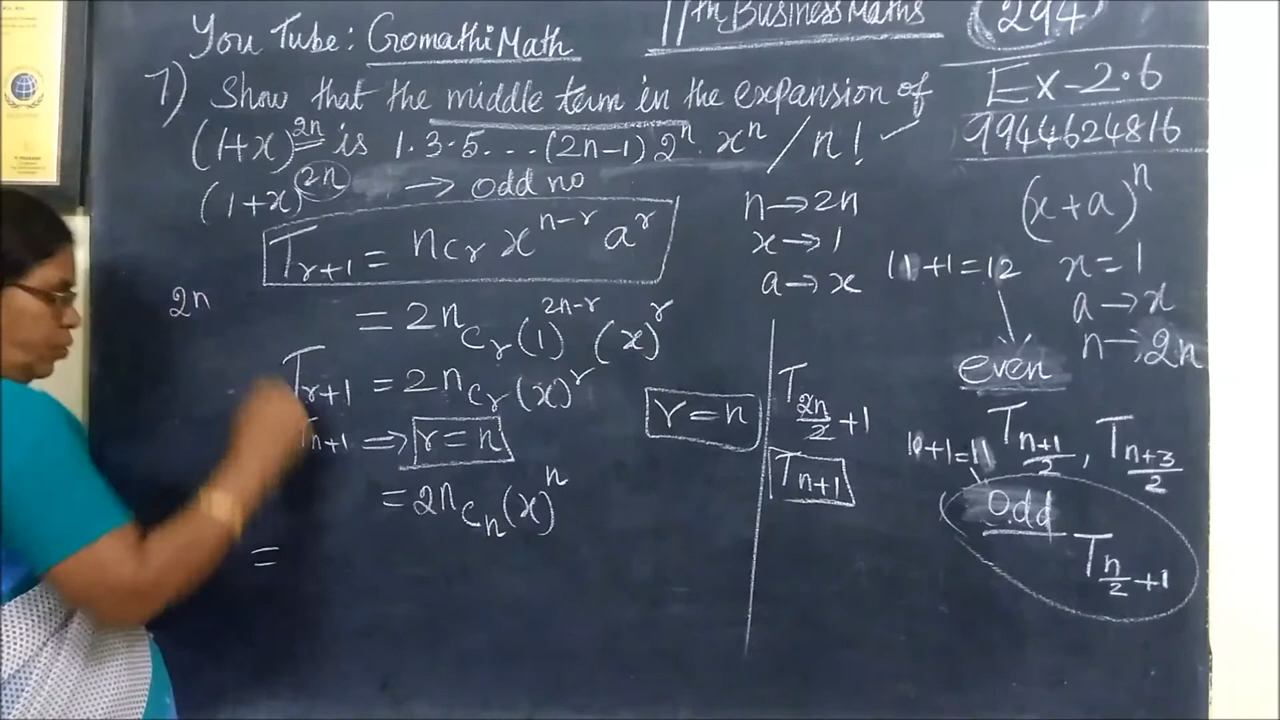 You Tube: Gomathi Math
11th Business Maths
294
Ex-2.6
9944624816
7) Show that the middle term in the expansion of
(1+x)^2n is 1.3.5....(2n-1) 2^n. x^n / n! ✓
(1+x)^2n → Odd no
T_r+1 = nC_r x^n-r a^r
2n
= 2nC_r (1)^2n-r (x)^r
T_r+1 = 2nC_r (x)^r
T_n+1 ⇒ r=n
= 2nC_n (x)^n
=
n→2n
x→1
a→x
r=n
T_2n/2+1
T_n+1
(x+a)^n
11+1=12
x=1
a→x
n→2n
even
T_n+1/2, T_n+3/2
10+1=11
Odd
T_n/2+1